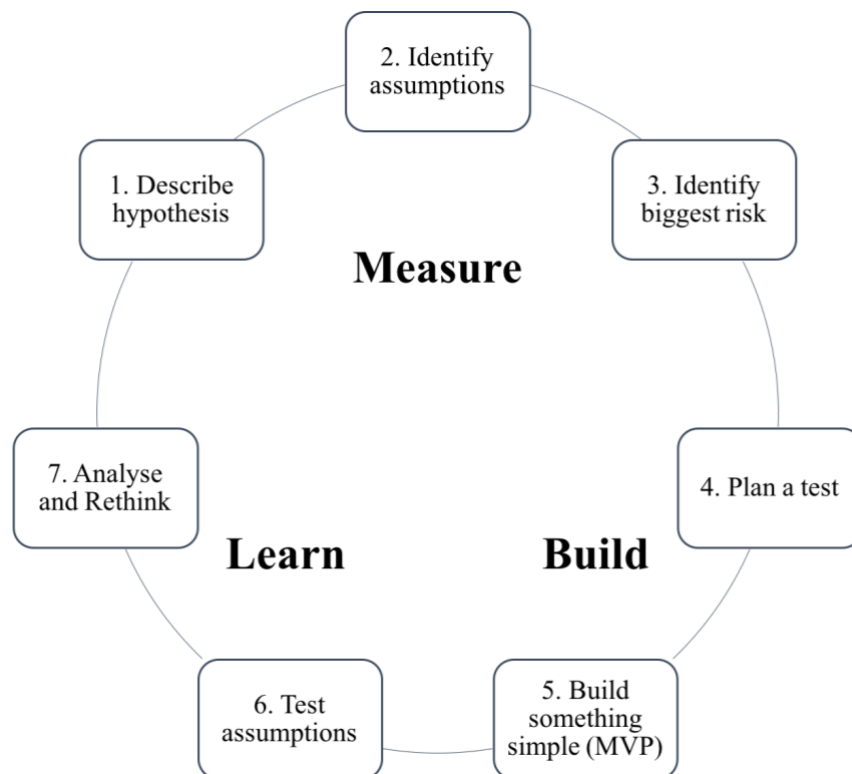 2. Identify
assumptions
1. Describe
hypothesis
3. Identify
biggest risk
Measure
7. Analyse
and Rethink
4. Plan a test
Learn
Build
6. Test
assumptions
5. Build
something
simple (MVP)